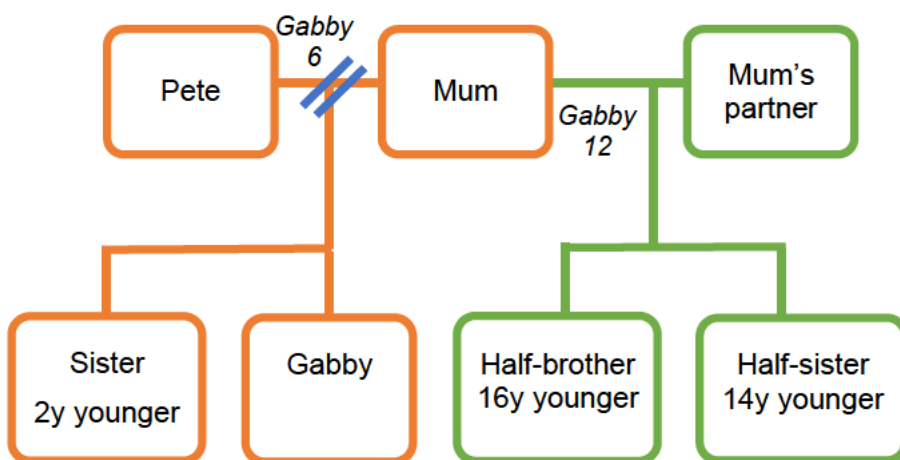 Gabby
6
Pete
Mum
Mum’s
partner
Gabby
12
Sister
2y younger
Gabby
Half-brother
16y younger
Half-sister
14y younger